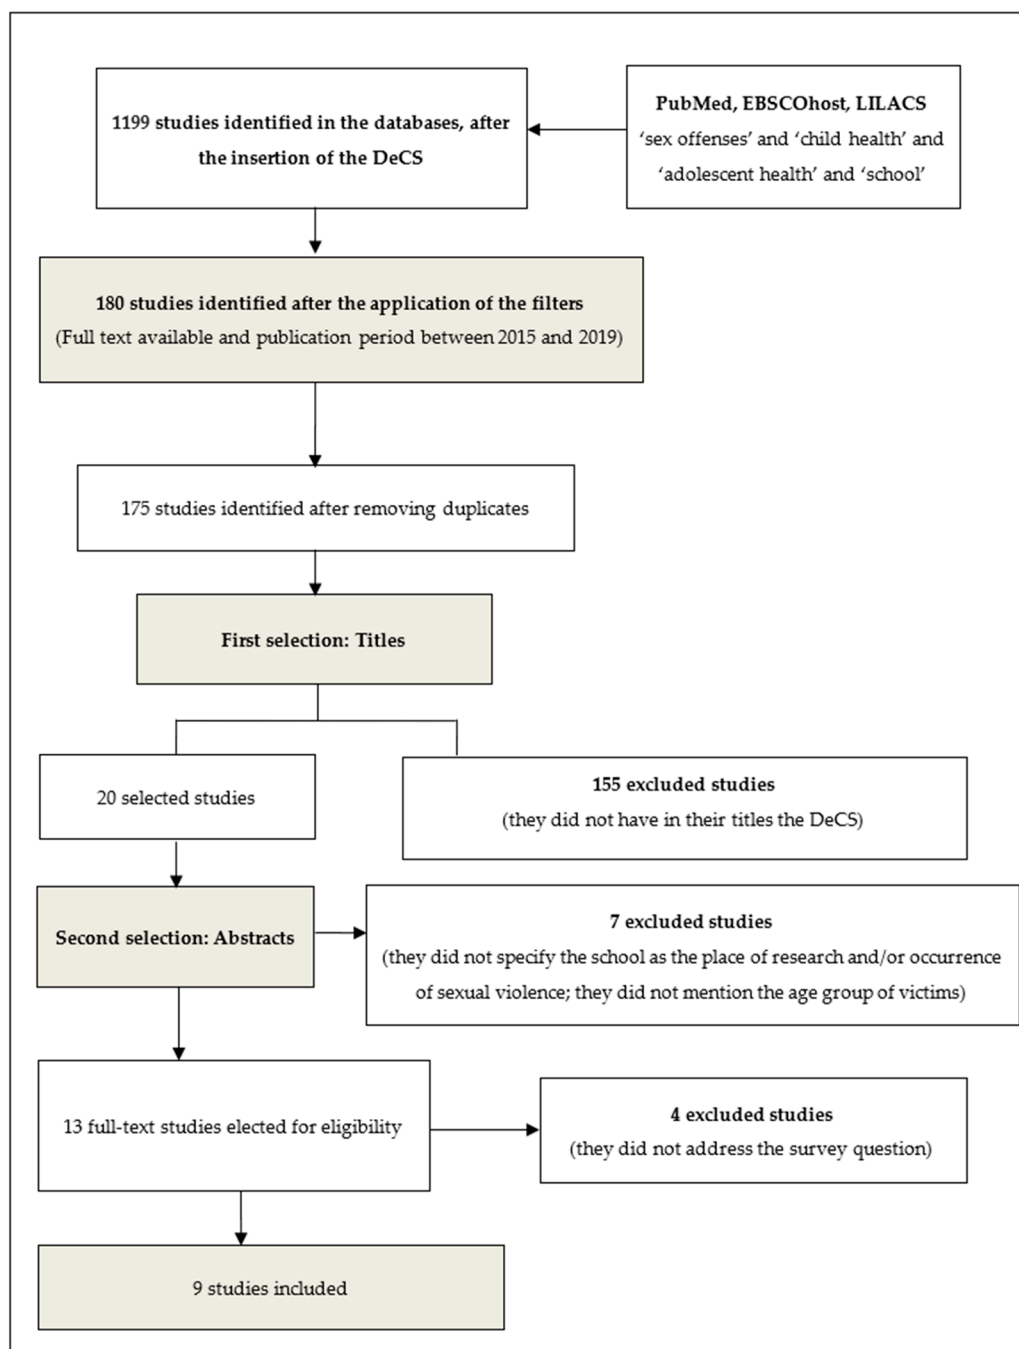 1199 studies identified in the databases, after
the insertion of the DeCS
PubMed, EBSCOhost, LILACS
‘sex offenses’ and ‘child health’ and
‘adolescent health’ and ‘school’
180 studies identified after the application of the filters
(Full text available and publication period between 2015 and 2019)
175 studies identified after removing duplicates
First selection: Titles
20 selected studies
155 excluded studies
(they did not have in their titles the DeCS)
Second selection: Abstracts
7 excluded studies
(they did not specify the school as the place of research and/or occurrence
of sexual violence; they did not mention the age group of victims)
13 full-text studies elected for eligibility
4 excluded studies
(they did not address the survey question)
9 studies included